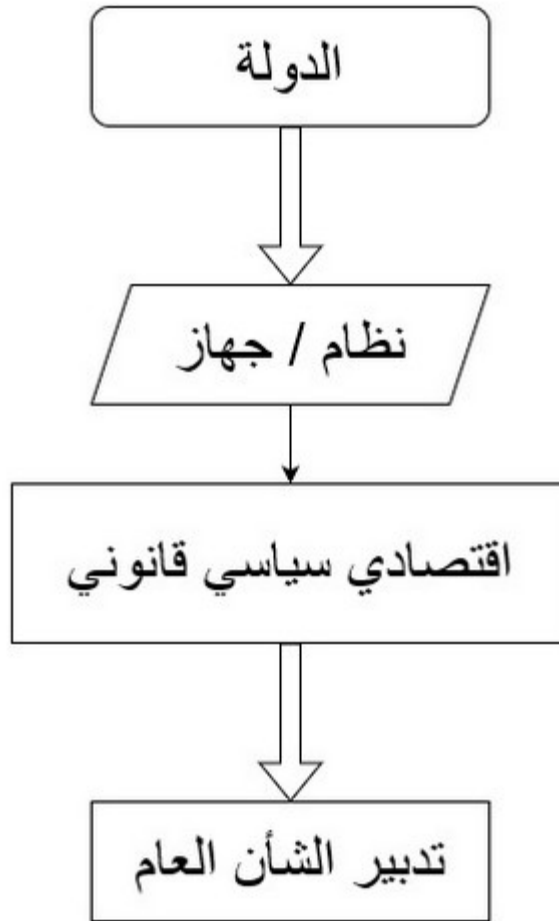 الدولة
نظام / جهاز
اقتصادي سياسي قانوني
تدبير الشأن العام